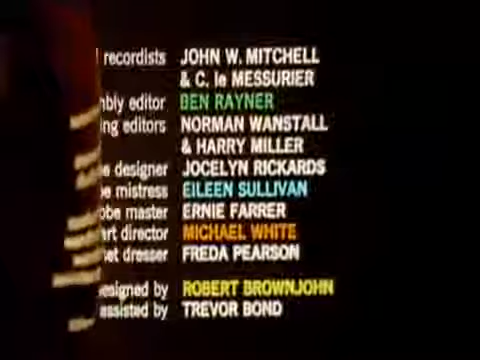 recordists JOHN W. MITCHELL
& C. le MESSURIER
editor BEN RAYNER
editors NORMAN WANSTALL
& HARRY MILLER
designer JOCELYN RICKARDS
mistress EILEEN SULLIVAN
master ERNIE FARRER
director MICHAEL WHITE
dresser FREDA PEARSON
by ROBERT BROWNJOHN
assisted by TREVOR BOND